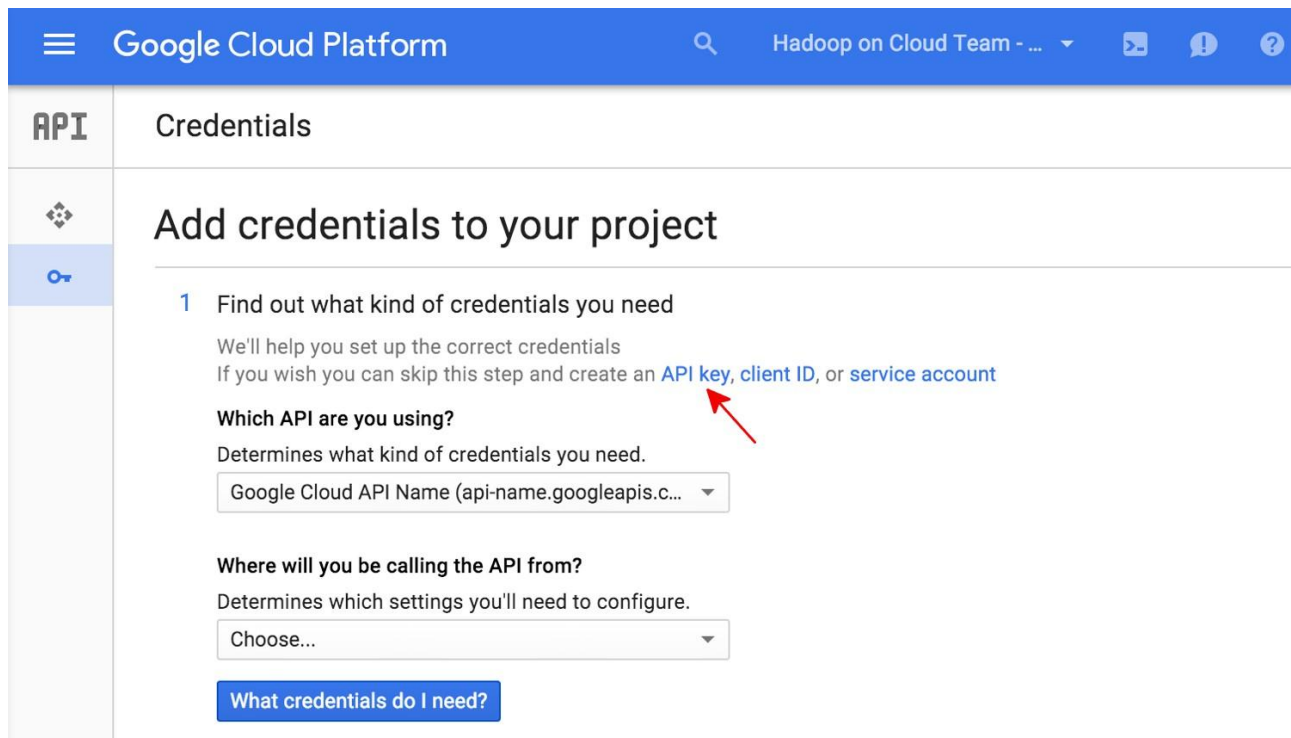 Google Cloud Platform
Hadoop on Cloud Team - ...
API
Credentials
Add credentials to your project
1 Find out what kind of credentials you need
We'll help you set up the correct credentials
If you wish you can skip this step and create an API key, client ID, or service account
Which API are you using?
Determines what kind of credentials you need.
Google Cloud API Name (api-name.googleapis.c...
Where will you be calling the API from?
Determines which settings you'll need to configure.
Choose...
What credentials do I need?